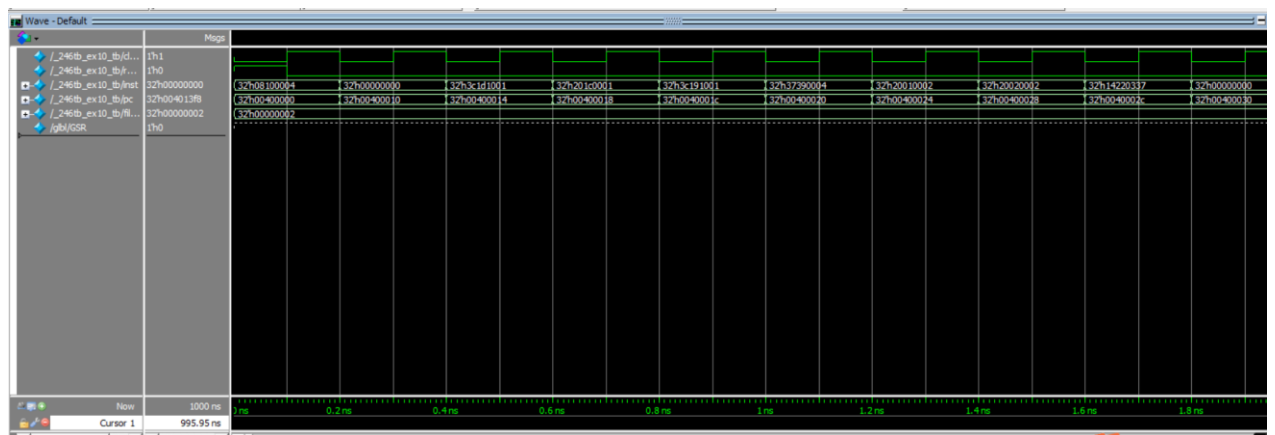 Wave - Default
Msgs
/_246tb_ex10_tb/cl... 1'h1
/_246tb_ex10_tb/r... 1'h0
/_246tb_ex10_tb/inst 32'h00000000 32'h08100004 32'h00000000 32'h3c1d1001 32'h201c0001 32'h3c191001 32'h37390004 32'h20010002 32'h20020002 32'h14220337 32'h00000000
/_246tb_ex10_tb/pc 32'h004013f8 32'h00400000 32'h00400010 32'h00400014 32'h00400018 32'h0040001c 32'h00400020 32'h00400024 32'h00400028 32'h0040002c 32'h00400030
/_246tb_ex10_tb/fil... 32'h00000002 32'h00000002
/glbl/GSR 1'h0
Now 1000 ns 0.2 ns 0.4 ns 0.6 ns 0.8 ns 1 ns 1.2 ns 1.4 ns 1.6 ns 1.8 ns
Cursor 1 995.95 ns